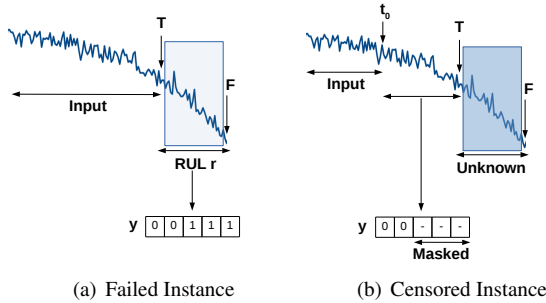 T
F
Input
RUL r
y 0 0 1 1 1
(a) Failed Instance
t0
T
F
Input
Unknown
y 0 0 - - -
Masked
(b) Censored Instance